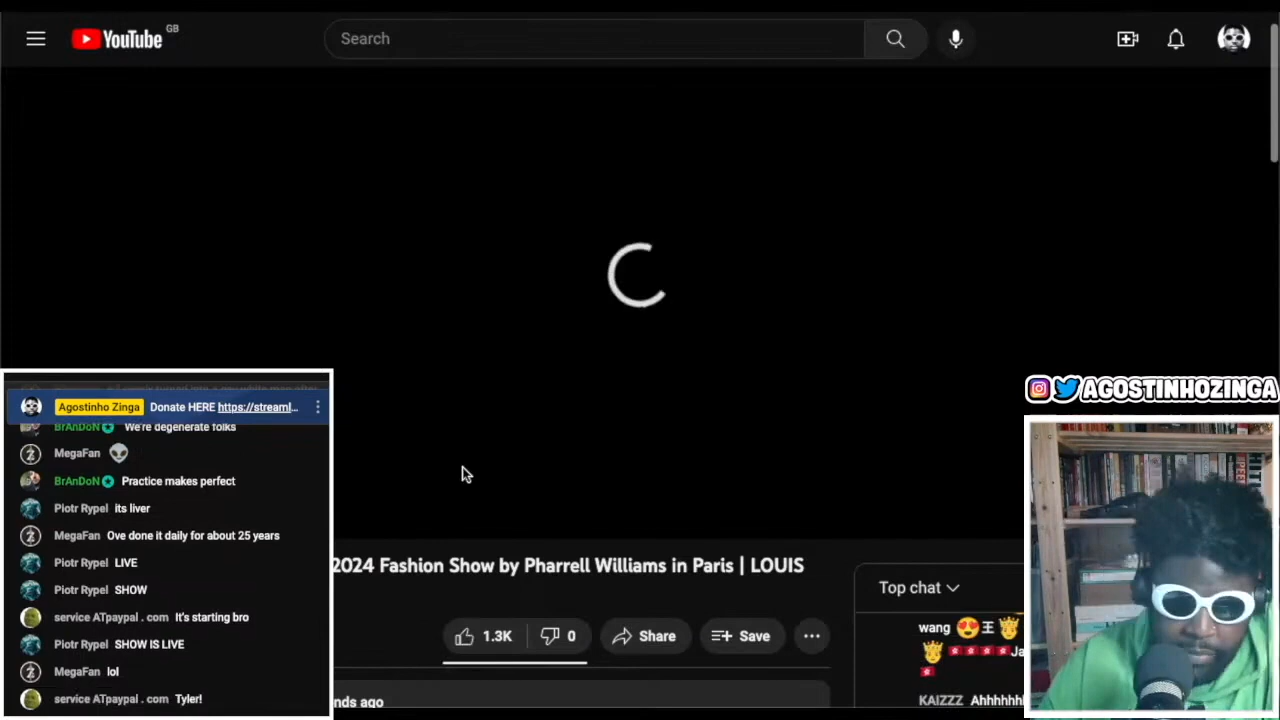 YouTube GB
Search
AGOSTINHOZINGA
Agostinho Zinga Donate HERE https://streaml...
BrAnDoN We're degenerate folks
MegaFan
BrAnDoN Practice makes perfect
Piotr Rypel its liver
MegaFan Ove done it daily for about 25 years
Piotr Rypel LIVE
Piotr Rypel SHOW
service ATpaypal . com It's starting bro
Piotr Rypel SHOW IS LIVE
MegaFan lol
service ATpaypal . com Tyler!
2024 Fashion Show by Pharrell Williams in Paris | LOUIS
1.3K 0 Share Save
nds ago
Top chat
wang 王
Ja
KAIZZZ Ahhhhhh